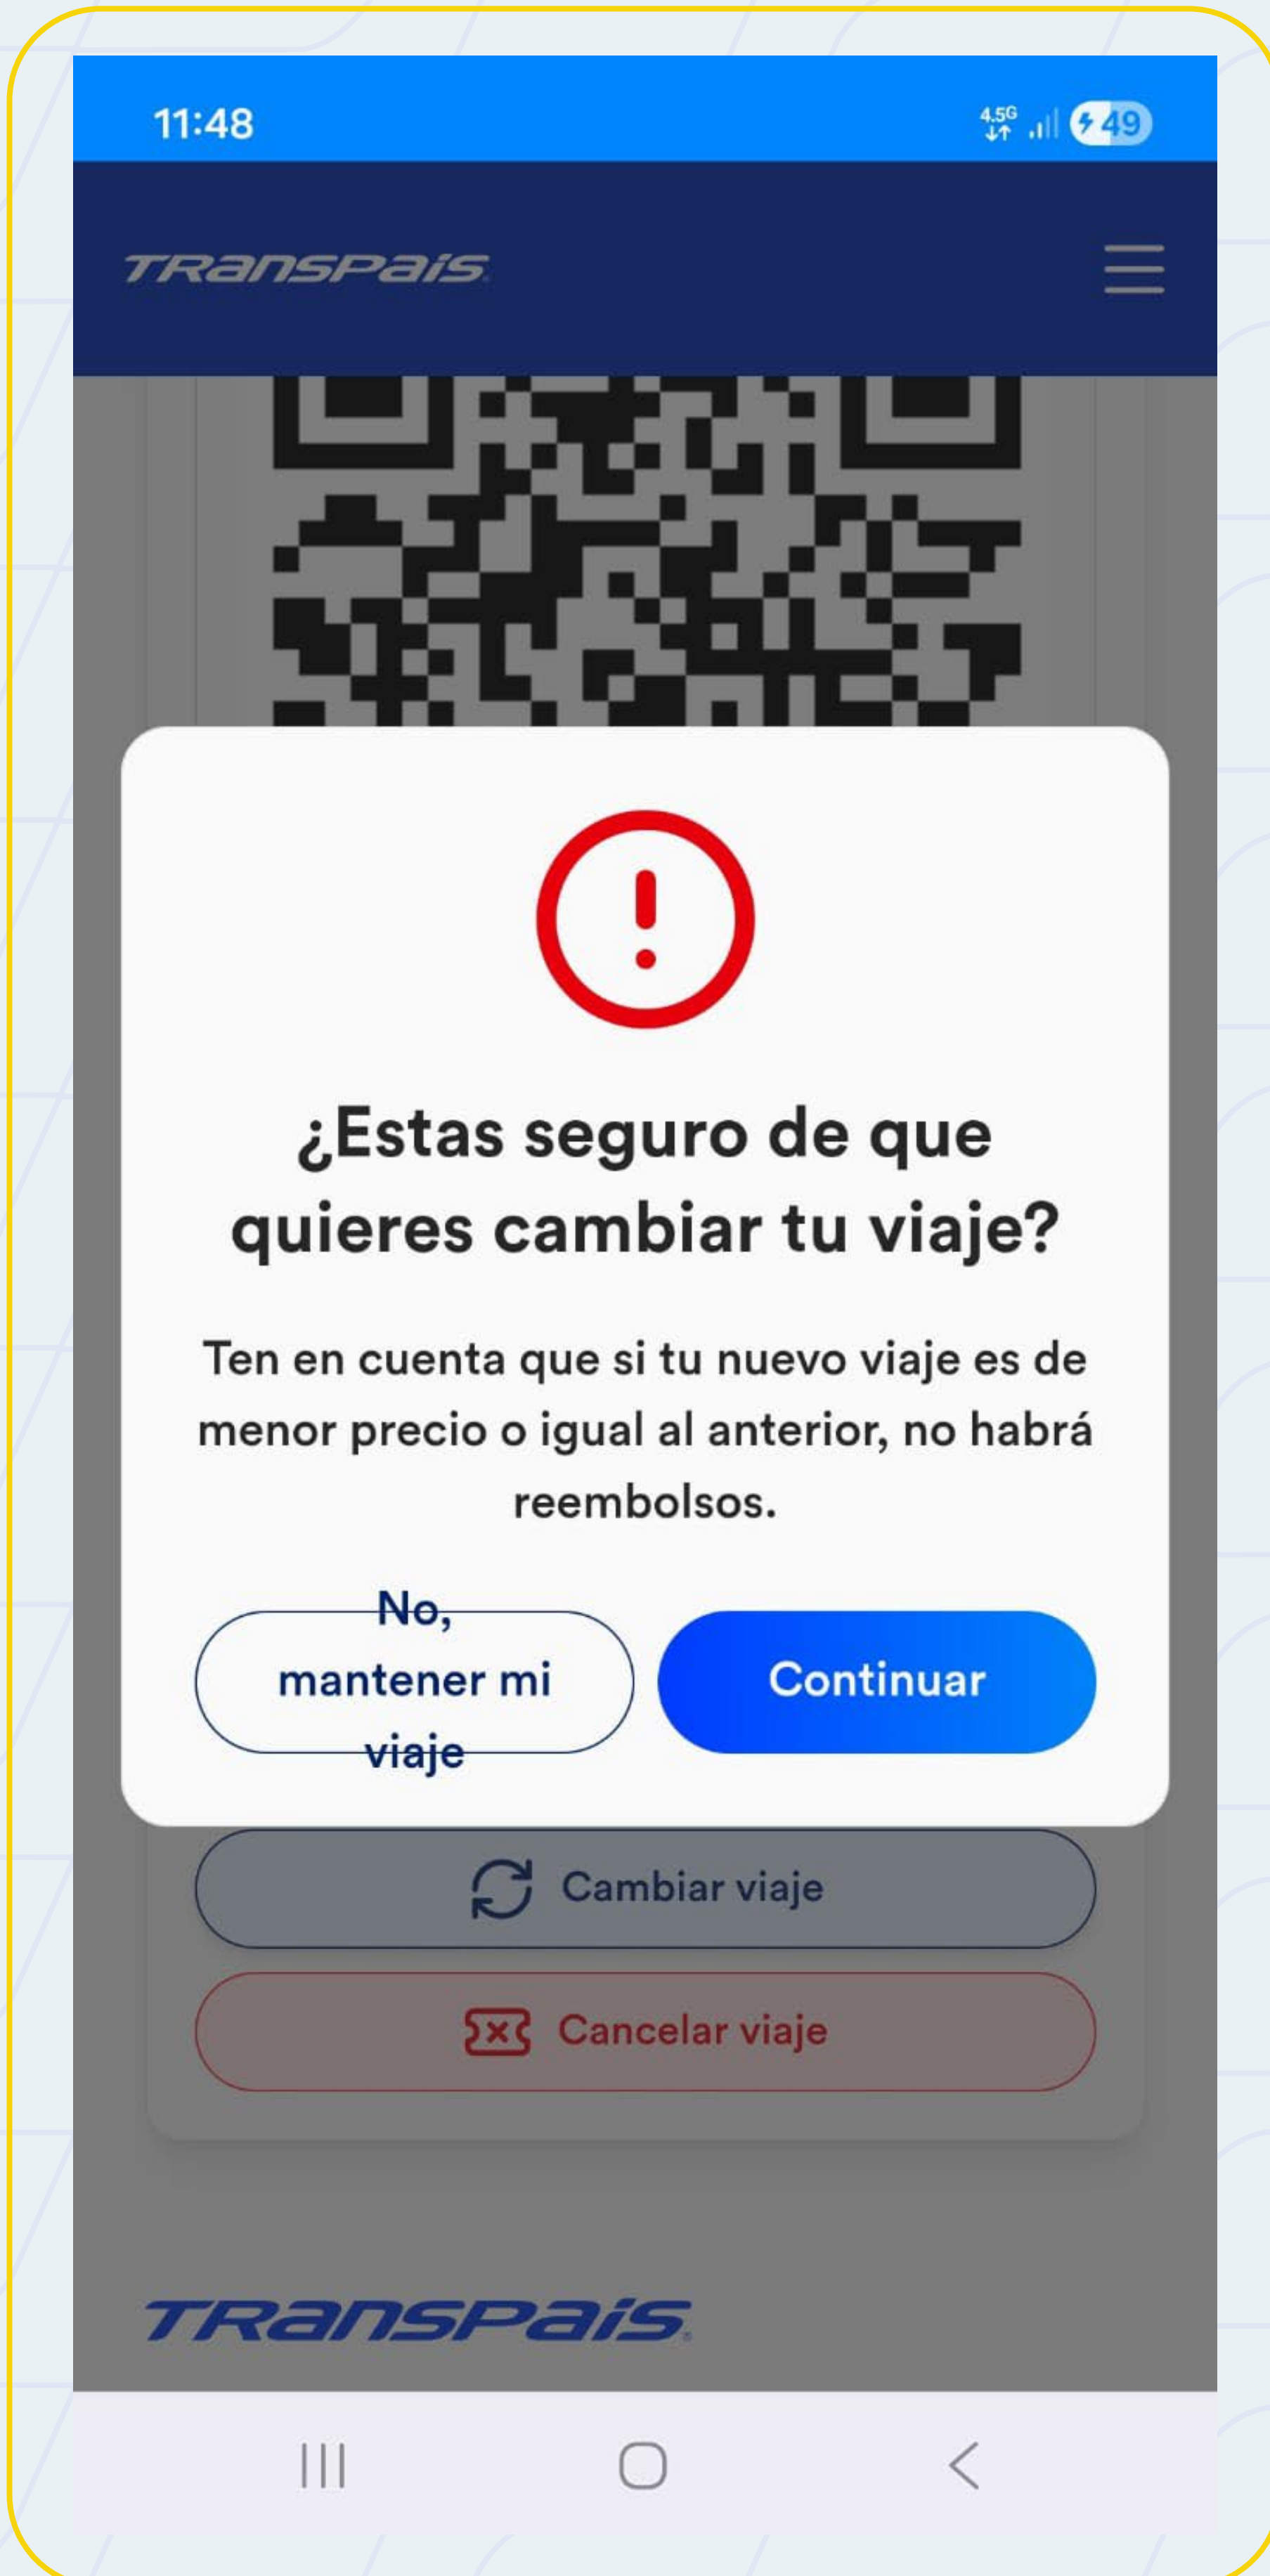 11:48
4.5G
49
TRANSPAIS
¿Estas seguro de que
quieres cambiar tu viaje?
Ten en cuenta que si tu nuevo viaje es de
menor precio o igual al anterior, no habrá
reembolsos.
No,
mantener mi
viaje
Continuar
Cambiar viaje
Cancelar viaje
TRANSPAIS